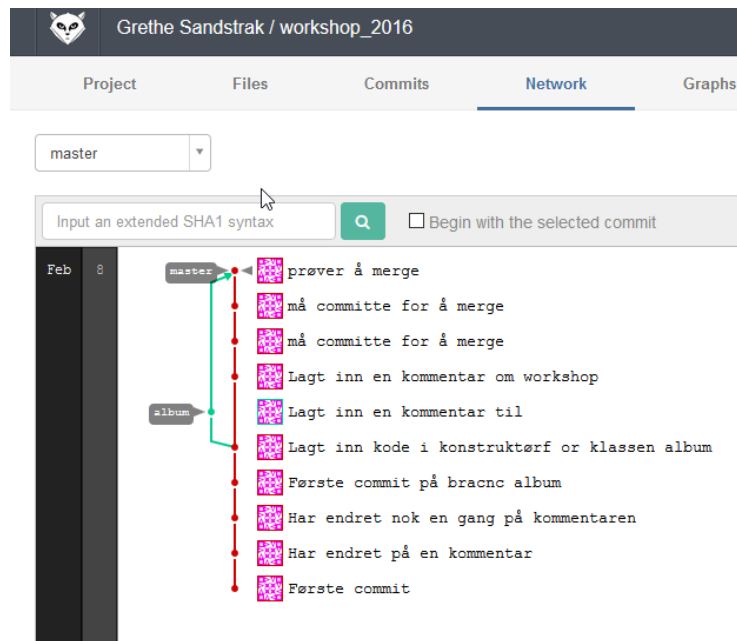 Grethe Sandstrak / workshop_2016
Project Files Commits Network Graphs
master
Input an extended SHA1 syntax Begin with the selected commit
Feb 8 master prøver å merge
må committe for å merge
må committe for å merge
Lagt inn en kommentar om workshop
album Lagt inn en kommentar til
Lagt inn kode i konstruktørf or klassen album
Første commit på bracnc album
Har endret nok en gang på kommentaren
Har endret på en kommentar
Første commit